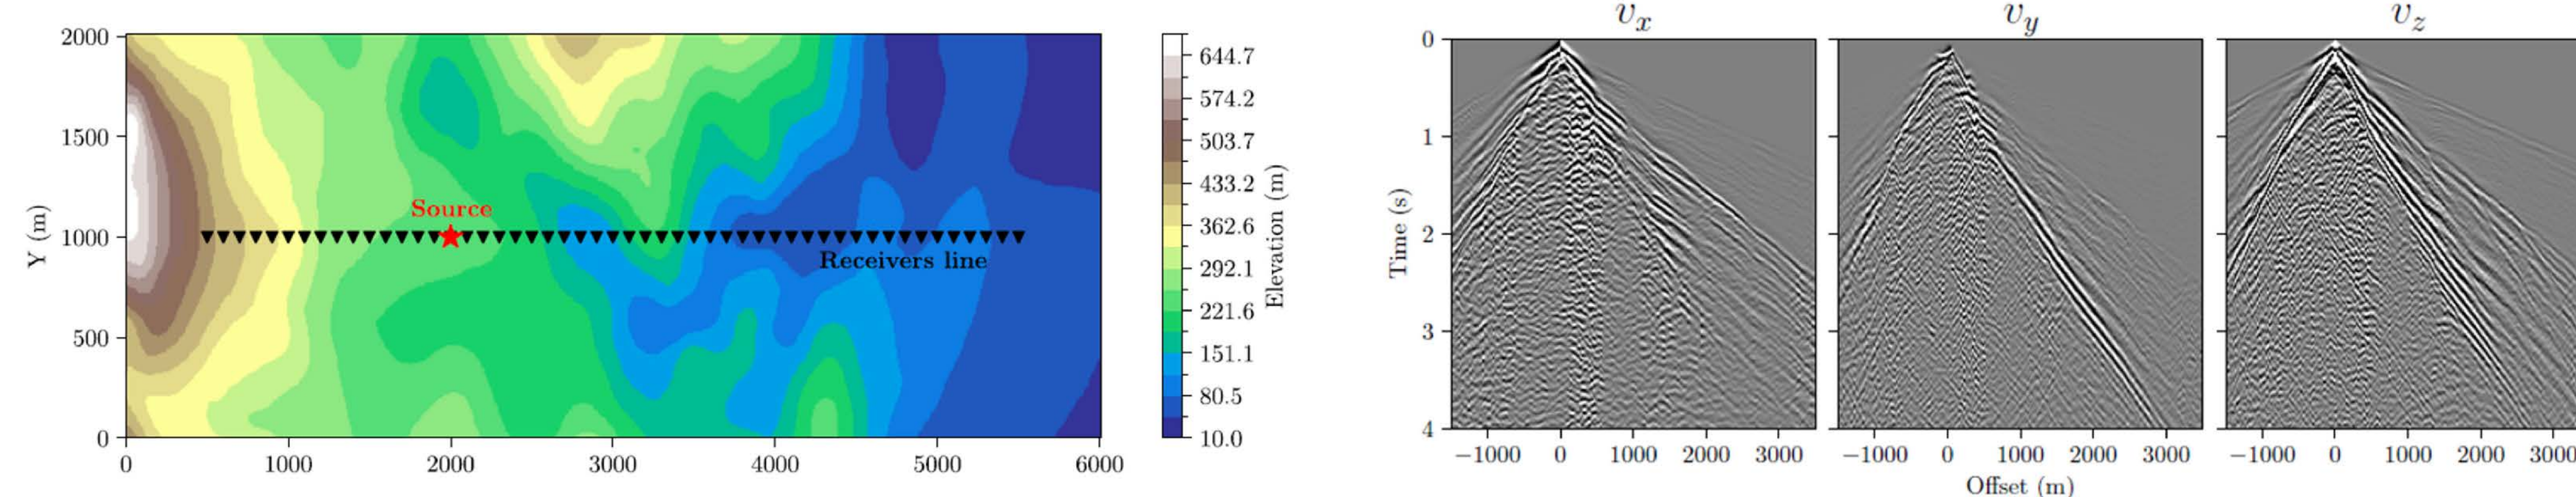 2000
1500
1000
500
0
Y (m)
0 1000 2000 3000 4000 5000 6000
Source
Receivers line
644.7
574.2
503.7
433.2
362.6
292.1
221.6
151.1
80.5
10.0
Elevation (m)
v_x v_y v_z
0
1
2
3
4
Time (s)
−1000 0 1000 2000 3000
−1000 0 1000 2000 3000
−1000 0 1000 2000 3000
Offset (m)